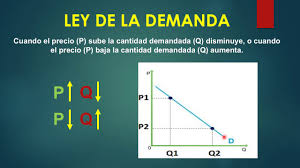 LEY DE LA DEMANDA
Cuando el precio (P) sube la cantidad demandada (Q) disminuye, o cuando
el precio (P) baja la cantidad demandada (Q) aumenta.
P↑ Q↓
P↓ Q↑
P
P1
P2
D
Q1 Q2 Q